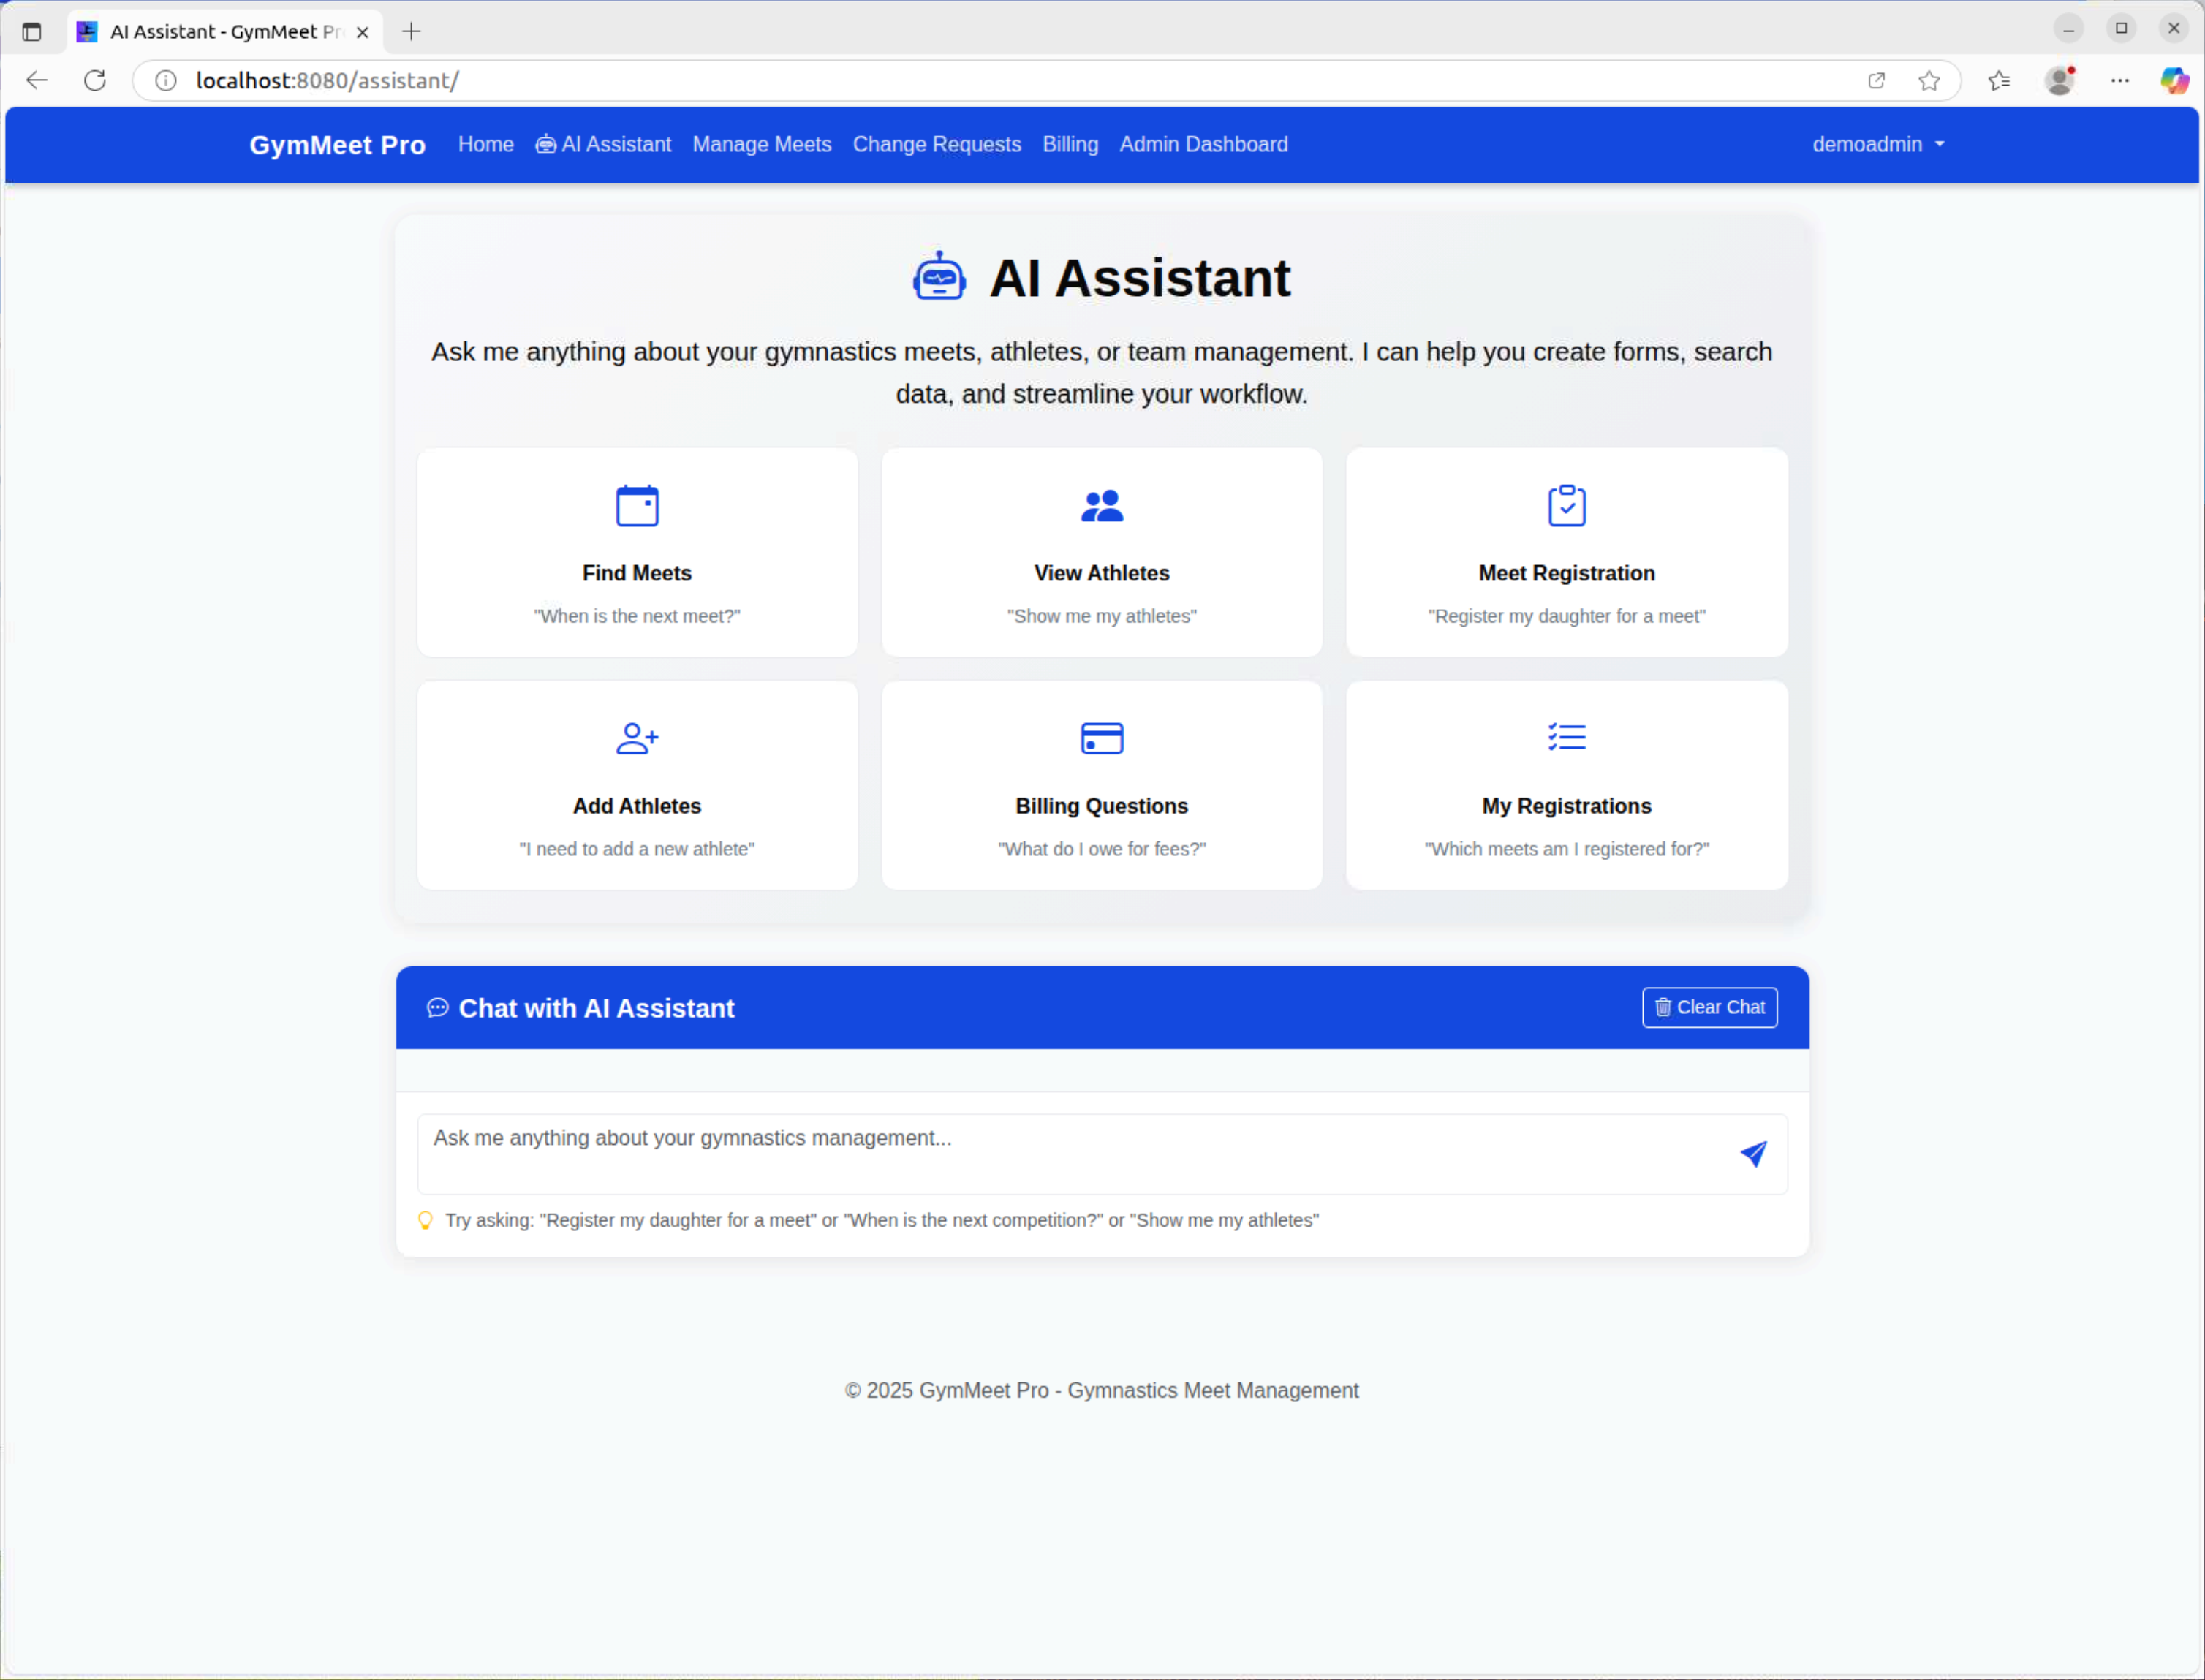 AI Assistant - GymMeet Pr
localhost:8080/assistant/
GymMeet Pro Home AI Assistant Manage Meets Change Requests Billing Admin Dashboard demoadmin
AI Assistant
Ask me anything about your gymnastics meets, athletes, or team management. I can help you create forms, search
data, and streamline your workflow.
Find Meets
"When is the next meet?"
View Athletes
"Show me my athletes"
Meet Registration
"Register my daughter for a meet"
Add Athletes
"I need to add a new athlete"
Billing Questions
"What do I owe for fees?"
My Registrations
"Which meets am I registered for?"
Chat with AI Assistant
Clear Chat
Ask me anything about your gymnastics management...
Try asking: "Register my daughter for a meet" or "When is the next competition?" or "Show me my athletes"
© 2025 GymMeet Pro - Gymnastics Meet Management